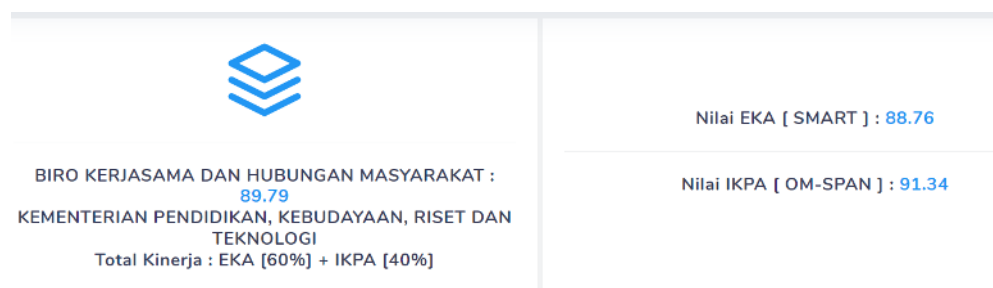 BIRO KERJASAMA DAN HUBUNGAN MASYARAKAT :
89.79
KEMENTERIAN PENDIDIKAN, KEBUDAYAAN, RISET DAN
TEKNOLOGI
Total Kinerja : EKA [60%] + IKPA [40%]
Nilai EKA [ SMART ] : 88.76
Nilai IKPA [ OM-SPAN ] : 91.34